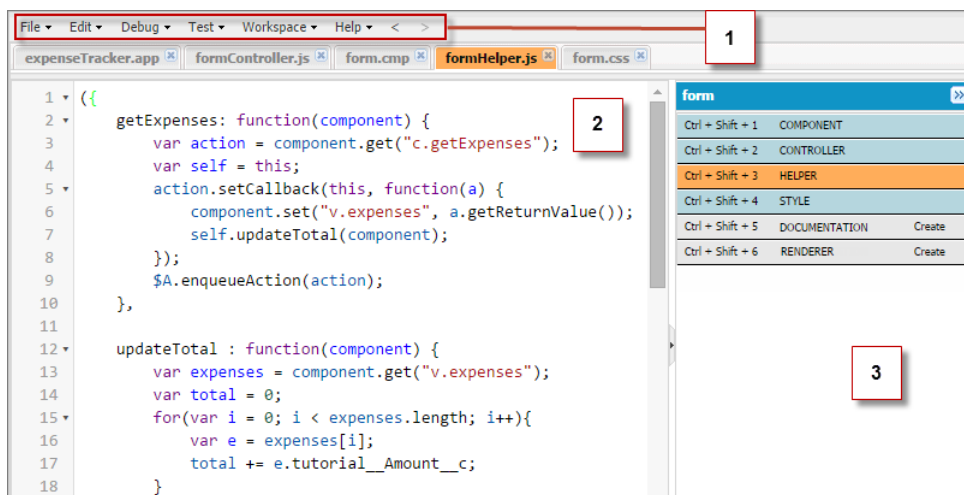 File Edit Debug Test Workspace Help < >
1
expenseTracker.app formController.js form.cmp formHelper.js form.css
1 ({
2 getExpenses: function(component) {
3 var action = component.get("c.getExpenses");
4 var self = this;
5 action.setCallback(this, function(a) {
6 component.set("v.expenses", a.getReturnValue());
7 self.updateTotal(component);
8 });
9 $A.enqueueAction(action);
10 },
11
12 updateTotal : function(component) {
13 var expenses = component.get("v.expenses");
14 var total = 0;
15 for(var i = 0; i < expenses.length; i++){
16 var e = expenses[i];
17 total += e.tutorial__Amount__c;
18 }
2
form
Ctrl + Shift + 1 COMPONENT
Ctrl + Shift + 2 CONTROLLER
Ctrl + Shift + 3 HELPER
Ctrl + Shift + 4 STYLE
Ctrl + Shift + 5 DOCUMENTATION Create
Ctrl + Shift + 6 RENDERER Create
3